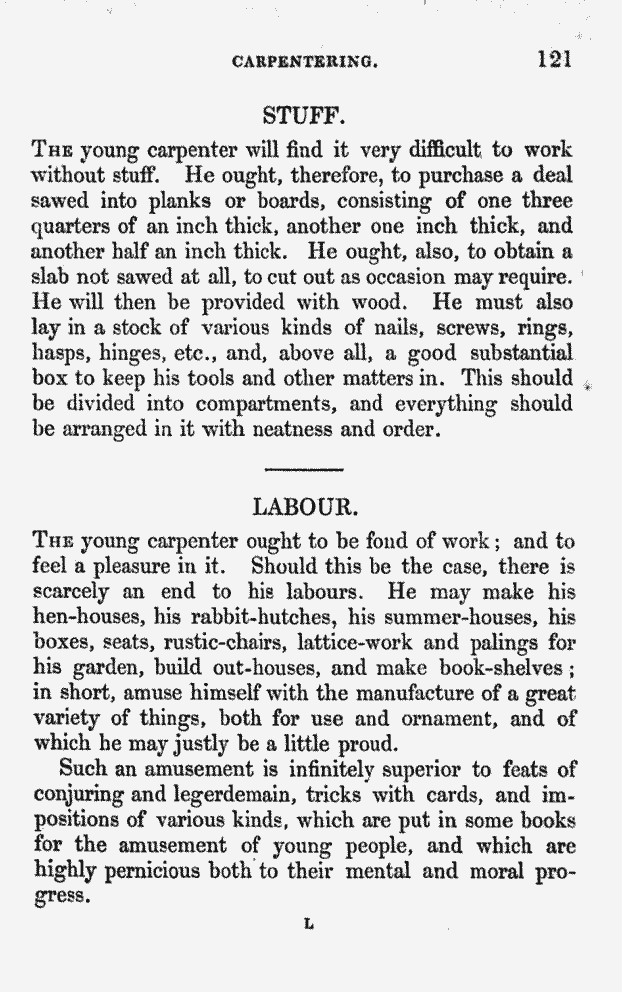 CARPENTERING. 121
STUFF.
THE young carpenter will find it very difficult to work
without stuff. He ought, therefore, to purchase a deal
sawed into planks or boards, consisting of one three
quarters of an inch thick, another one inch thick, and
another half an inch thick. He ought, also, to obtain a
slab not sawed at all, to cut out as occasion may require.
He will then be provided with wood. He must also
lay in a stock of various kinds of nails, screws, rings,
hasps, hinges, etc., and, above all, a good substantial
box to keep his tools and other matters in. This should
be divided into compartments, and everything should
be arranged in it with neatness and order.
LABOUR.
THE young carpenter ought to be fond of work; and to
feel a pleasure in it. Should this be the case, there is
scarcely an end to his labours. He may make his
hen-houses, his rabbit-hutches, his summer-houses, his
boxes, seats, rustic-chairs, lattice-work and palings for
his garden, build out-houses, and make book-shelves;
in short, amuse himself with the manufacture of a great
variety of things, both for use and ornament, and of
which he may justly be a little proud.
Such an amusement is infinitely superior to feats of
conjuring and legerdemain, tricks with cards, and im-
positions of various kinds, which are put in some books
for the amusement of young people, and which are
highly pernicious both to their mental and moral pro-
gress.
L